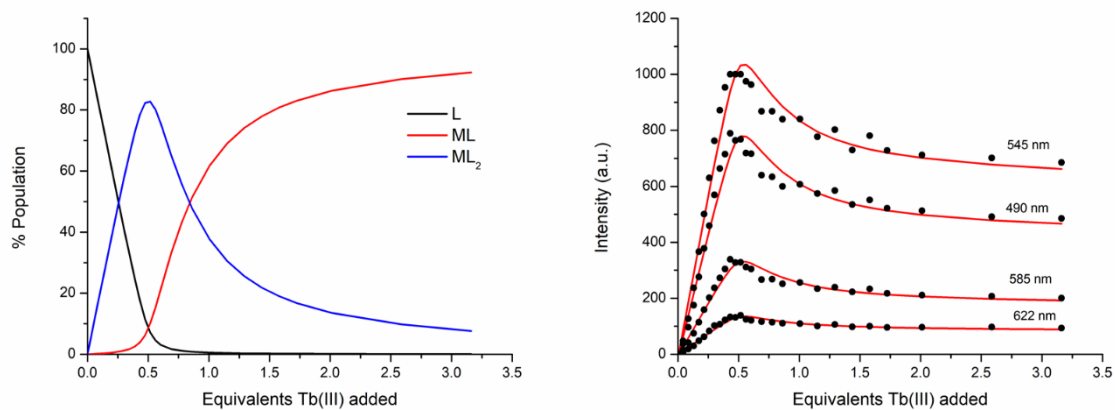 100
80
60
40
20
0
% Population
L
ML
ML₂
0.0 0.5 1.0 1.5 2.0 2.5 3.0 3.5
Equivalents Tb(III) added
1200
1000
800
600
400
200
0
Intensity (a.u.)
545 nm
490 nm
585 nm
622 nm
0.0 0.5 1.0 1.5 2.0 2.5 3.0 3.5
Equivalents Tb(III) added